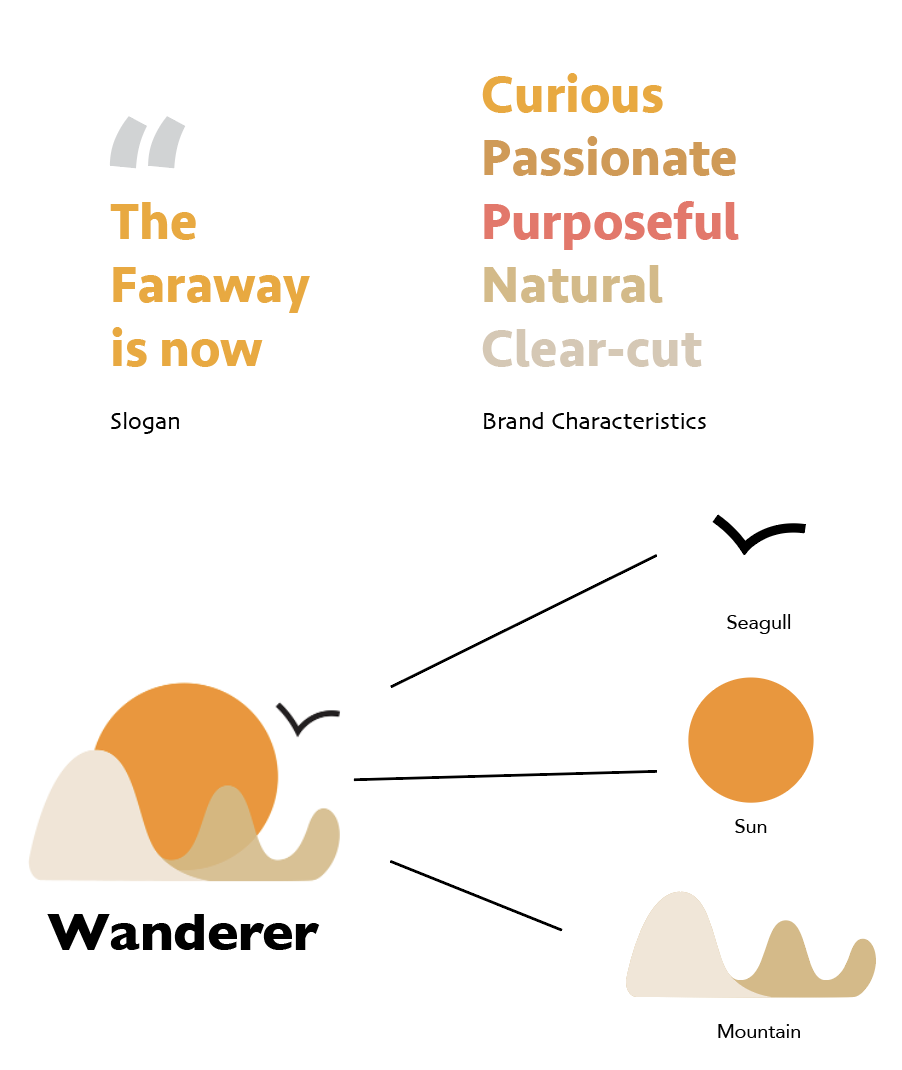 “
The
Faraway
is now
Slogan
Curious
Passionate
Purposeful
Natural
Clear-cut
Brand Characteristics
Seagull
Sun
Wanderer
Mountain